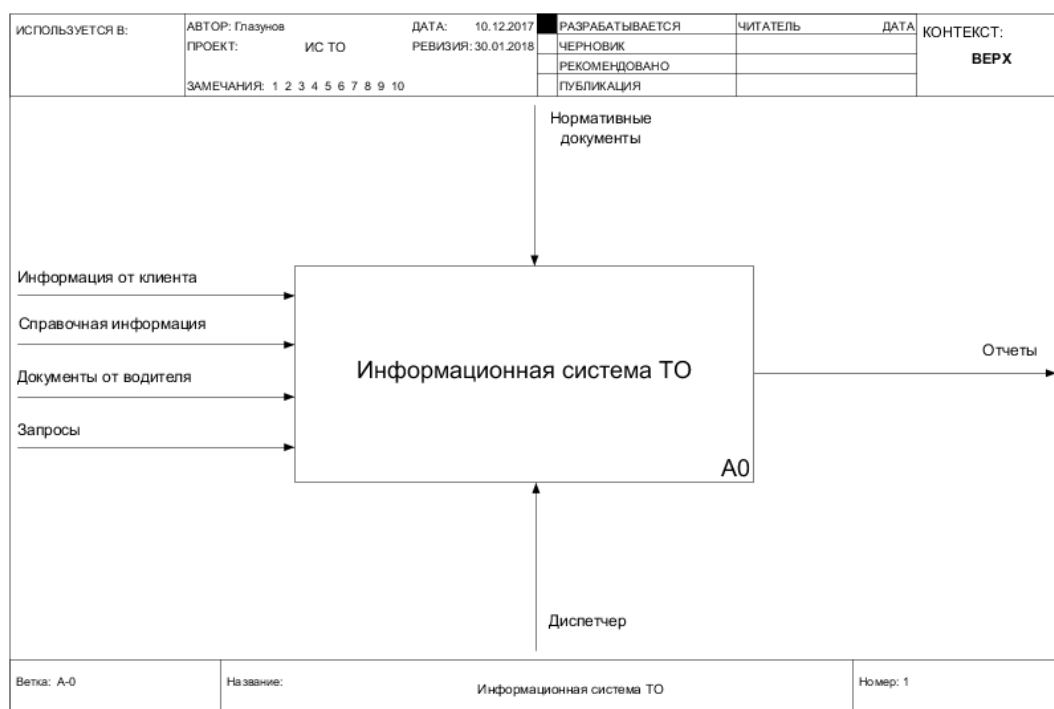 ИСПОЛЬЗУЕТСЯ В:
АВТОР: Глазунов
ДАТА: 10.12.2017
ПРОЕКТ: ИС ТО
РЕВИЗИЯ: 30.01.2018
ЗАМЕЧАНИЯ: 1 2 3 4 5 6 7 8 9 10
РАЗРАБАТЫВАЕТСЯ
ЧЕРНОВИК
РЕКОМЕНДОВАНО
ПУБЛИКАЦИЯ
ЧИТАТЕЛЬ ДАТА
КОНТЕКСТ:
ВЕРХ
Нормативные
документы
Информация от клиента
Справочная информация
Документы от водителя
Запросы
Информационная система ТО
A0
Отчеты
Диспетчер
Ветка: А-0
Название:
Информационная система ТО
Номер: 1